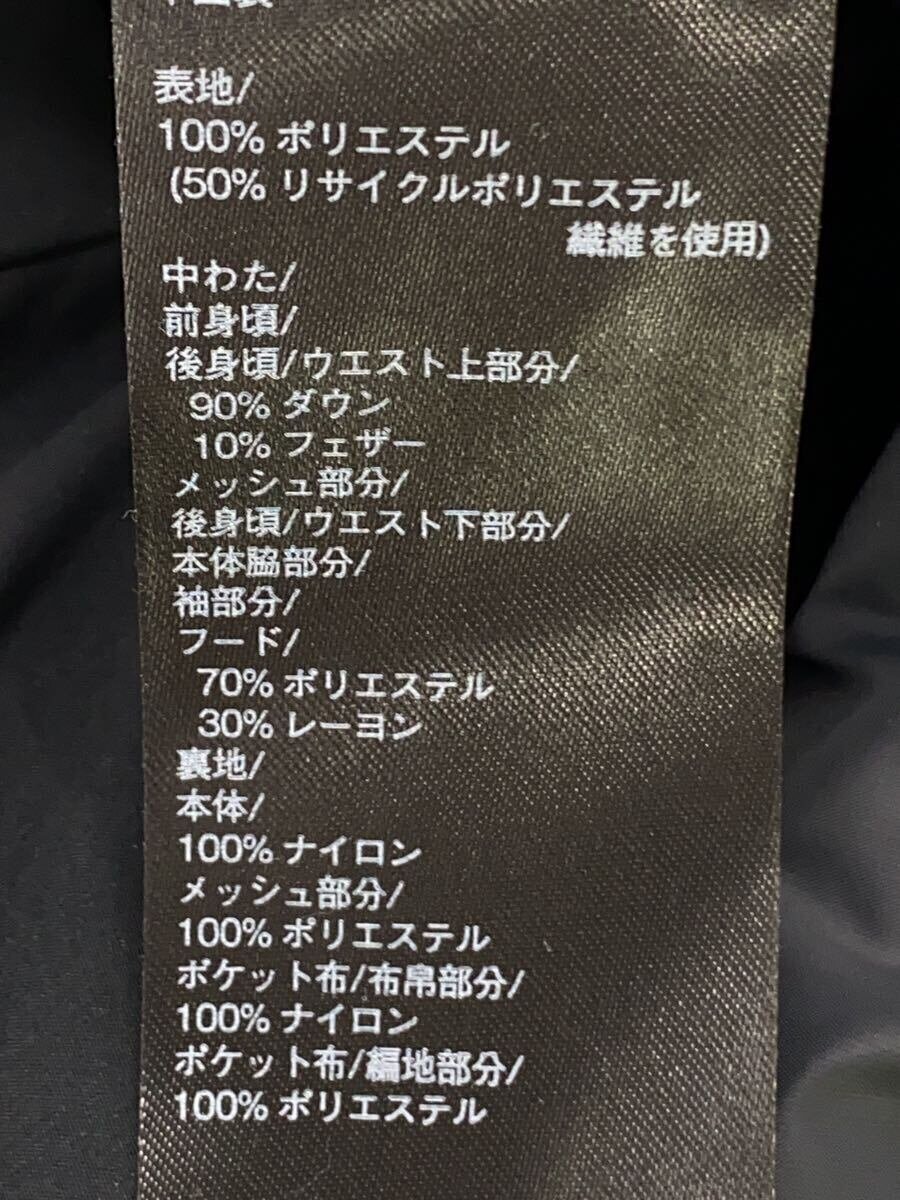 表地/
100% ポリエステル
(50% リサイクルポリエステル
繊維を使用)
中わた/
前身頃/
後身頃/ウエスト上部分/
90% ダウン
10% フェザー
メッシュ部分/
後身頃/ウエスト下部分/
本体脇部分/
袖部分/
フード/
70% ポリエステル
30% レーヨン
裏地/
本体/
100% ナイロン
メッシュ部分/
100% ポリエステル
ポケット布/布帛部分/
100% ナイロン
ポケット布/編地部分/
100% ポリエステル